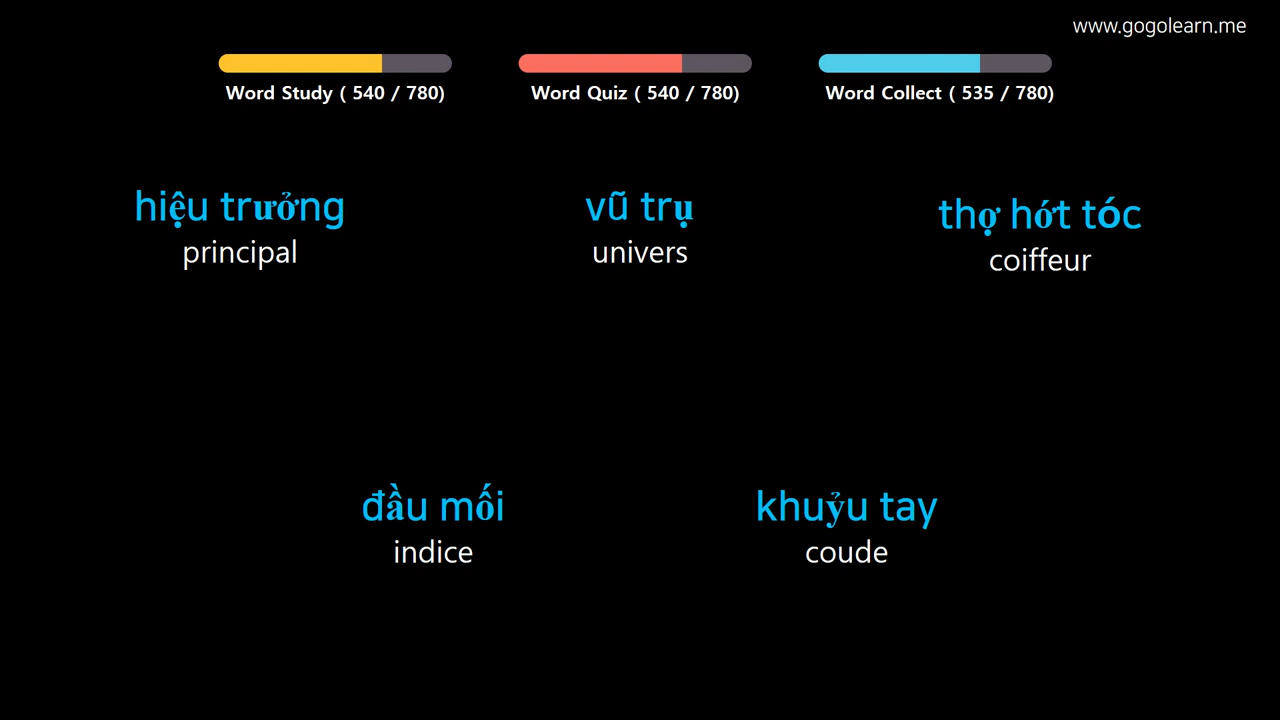 www.gogolearn.me
Word Study ( 540 / 780)
Word Quiz ( 540 / 780)
Word Collect ( 535 / 780)
hiệu trưởng
principal
vũ trụ
univers
thợ hớt tóc
coiffeur
đầu mối
indice
khuỷu tay
coude